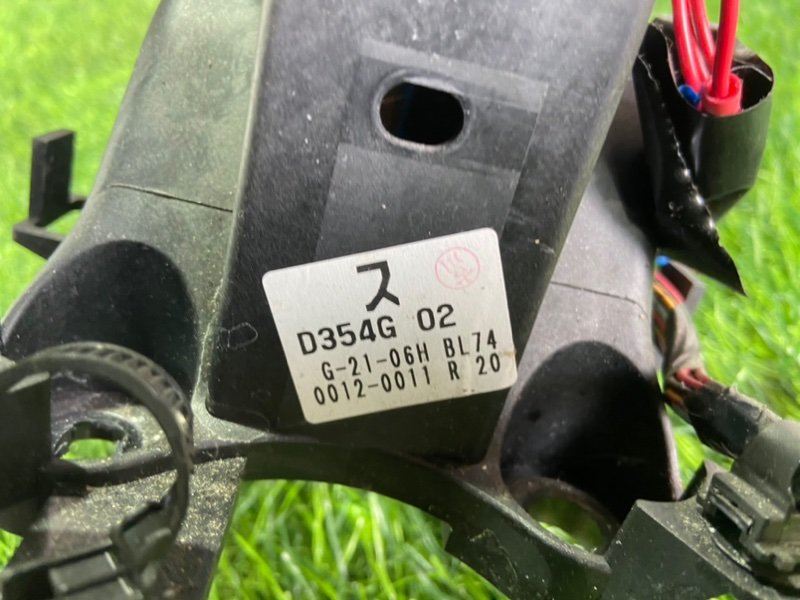 ス
D354G 02
G-21-06H BL74
0012-0011 R 20